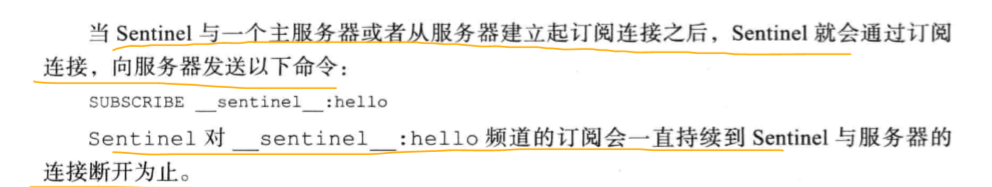 当 Sentinel 与一个主服务器或者从服务器建立起订阅连接之后，Sentinel 就会通过订阅
连接，向服务器发送以下命令：
SUBSCRIBE __sentinel__:hello
Sentinel 对 __sentinel__:hello 频道的订阅会一直持续到 Sentinel 与服务器的
连接断开为止。